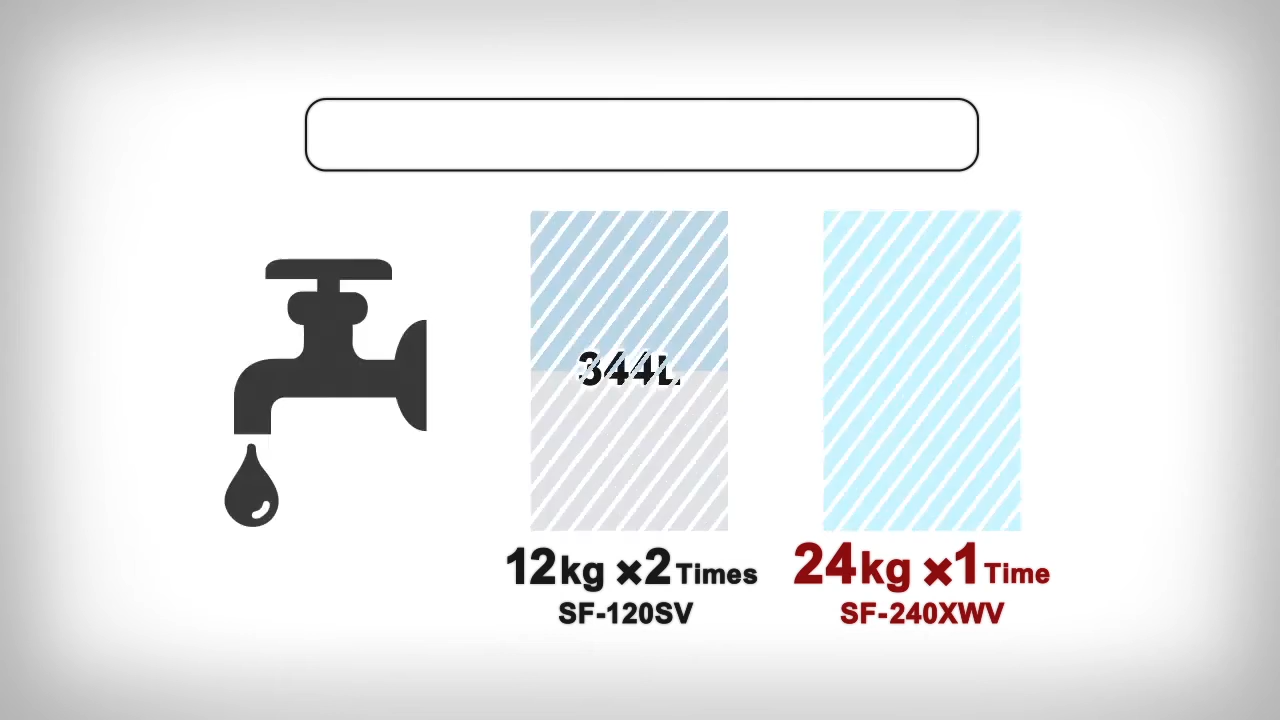 344L
12kg ×2 Times
SF-120SV
24kg ×1 Time
SF-240XWV